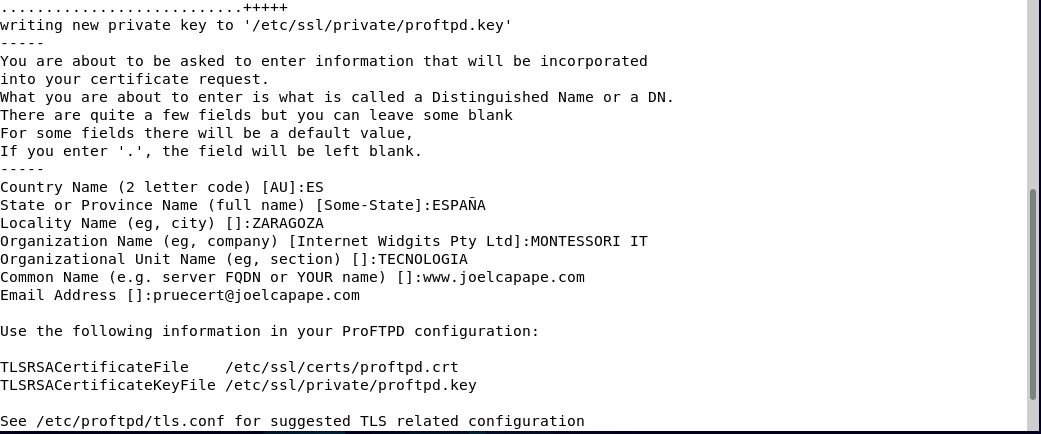 ...........................+++++
writing new private key to '/etc/ssl/private/proftpd.key'
-----
You are about to be asked to enter information that will be incorporated
into your certificate request.
What you are about to enter is what is called a Distinguished Name or a DN.
There are quite a few fields but you can leave some blank
For some fields there will be a default value,
If you enter '.', the field will be left blank.
-----
Country Name (2 letter code) [AU]:ES
State or Province Name (full name) [Some-State]:ESPAÑA
Locality Name (eg, city) []:ZARAGOZA
Organization Name (eg, company) [Internet Widgits Pty Ltd]:MONTESSORI IT
Organizational Unit Name (eg, section) []:TECNOLOGIA
Common Name (e.g. server FQDN or YOUR name) []:www.joelcapape.com
Email Address []:pruecert@joelcapape.com
Use the following information in your ProFTPD configuration:
TLSRSACertificateFile    /etc/ssl/certs/proftpd.crt
TLSRSACertificateKeyFile /etc/ssl/private/proftpd.key
See /etc/proftpd/tls.conf for suggested TLS related configuration